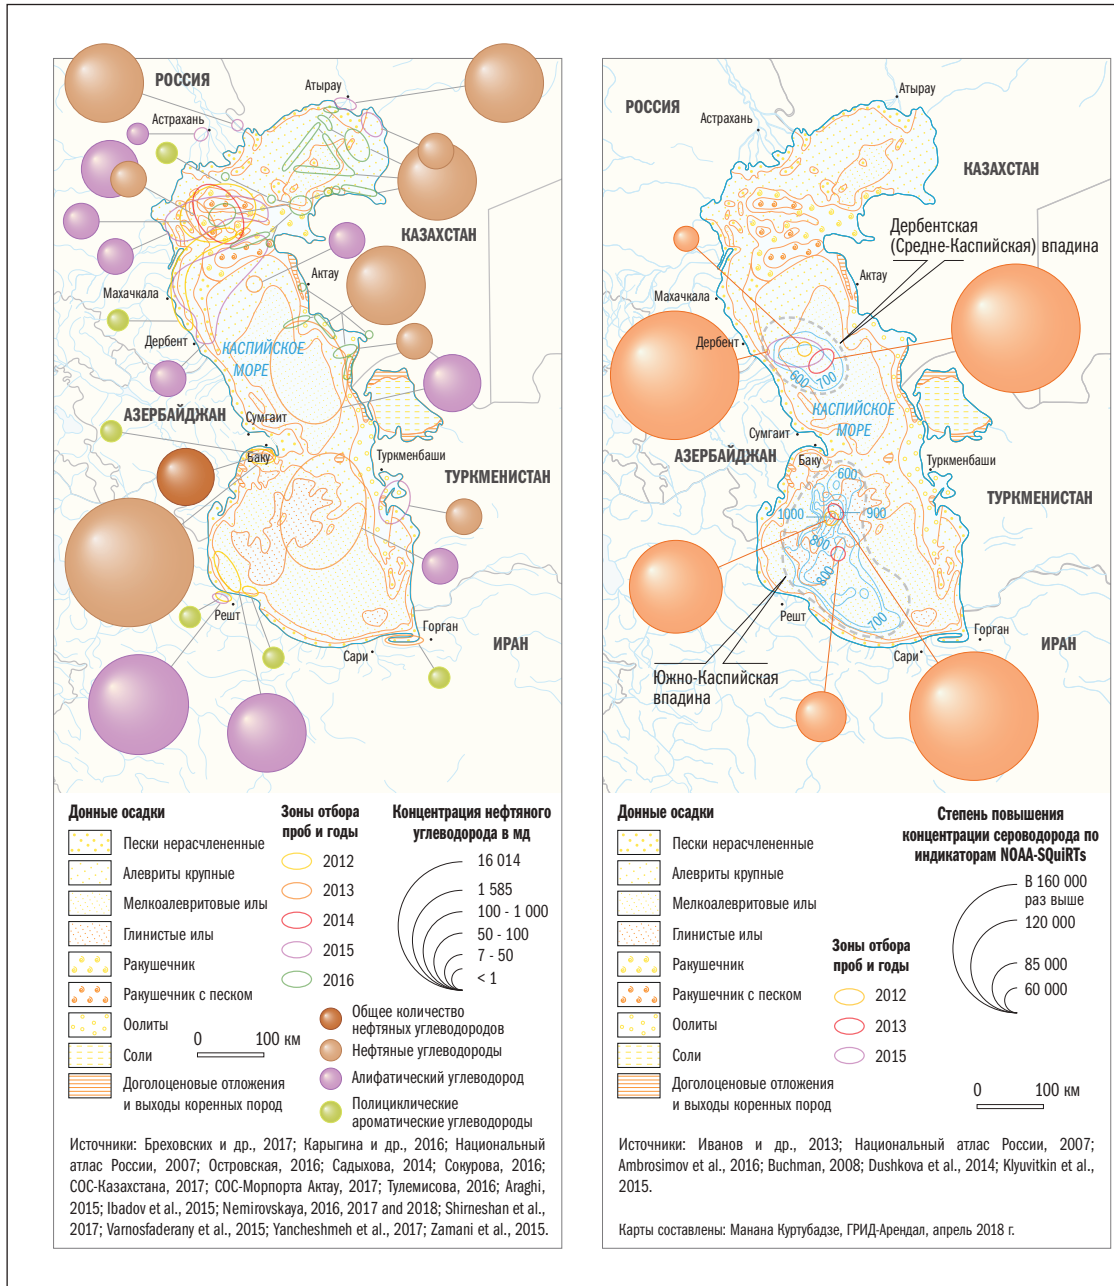 РОССИЯ
Атырау
Астрахань
КАЗАХСТАН
Актау
Махачкала
Дербент
КАСПИЙСКОЕ
МОРЕ
АЗЕРБАЙДЖАН
Сумгаит
Баку
Туркменбаши
ТУРКМЕНИСТАН
Решт
Горган
ИРАН
Сари
Донные осадки
Пески нерасчлененные
Алевриты крупные
Мелкоалевритовые илы
Глинистые илы
Ракушечник
Ракушечник с песком
Оолиты
Соли
Доголоценовые отложения
и выходы коренных пород
0 100 км
Зоны отбора
проб и годы
2012
2013
2014
2015
2016
Концентрация нефтяного
углеводорода в мд
16 014
1 585
100 - 1 000
50 - 100
7 - 50
< 1
Общее количество
нефтяных углеводородов
Нефтяные углеводороды
Алифатический углеводород
Полициклические
ароматические углеводороды
Источники: Бреховских и др., 2017; Карыгина и др., 2016; Национальный
атлас России, 2007; Островская, 2016; Садыхова, 2014; Сокурова, 2016;
СОС-Казахстана, 2017; СОС-Морпорта Актау, 2017; Тулемисова, 2016; Araghi,
2015; Ibadov et al., 2015; Nemirovskaya, 2016, 2017 and 2018; Shirneshan et al.,
2017; Varnosfaderany et al., 2015; Yancheshmeh et al., 2017; Zamani et al., 2015.
РОССИЯ
Атырау
Астрахань
КАЗАХСТАН
Дербентская
(Средне-Каспийская) впадина
Актау
Махачкала
Дербент
600
700
КАСПИЙСКОЕ
МОРЕ
Сумгаит
АЗЕРБАЙДЖАН
Баку
Туркменбаши
600
ТУРКМЕНИСТАН
1000
900
800
800
Решт
700
Горган
ИРАН
Сари
Южно-Каспийская
впадина
Донные осадки
Пески нерасчлененные
Алевриты крупные
Мелкоалевритовые илы
Глинистые илы
Ракушечник
Ракушечник с песком
Оолиты
Соли
Доголоценовые отложения
и выходы коренных пород
Зоны отбора
проб и годы
2012
2013
2015
Степень повышения
концентрации сероводорода по
индикаторам NOAA-SQuiRTs
В 160 000
раз выше
120 000
85 000
60 000
0 100 км
Источники: Иванов и др., 2013; Национальный атлас России, 2007;
Ambrosimov et al., 2016; Buchman, 2008; Dushkova et al., 2014; Klyuvitkin et al.,
2015.
Карты составлены: Манана Куртубадзе, ГРИД-Арендал, апрель 2018 г.